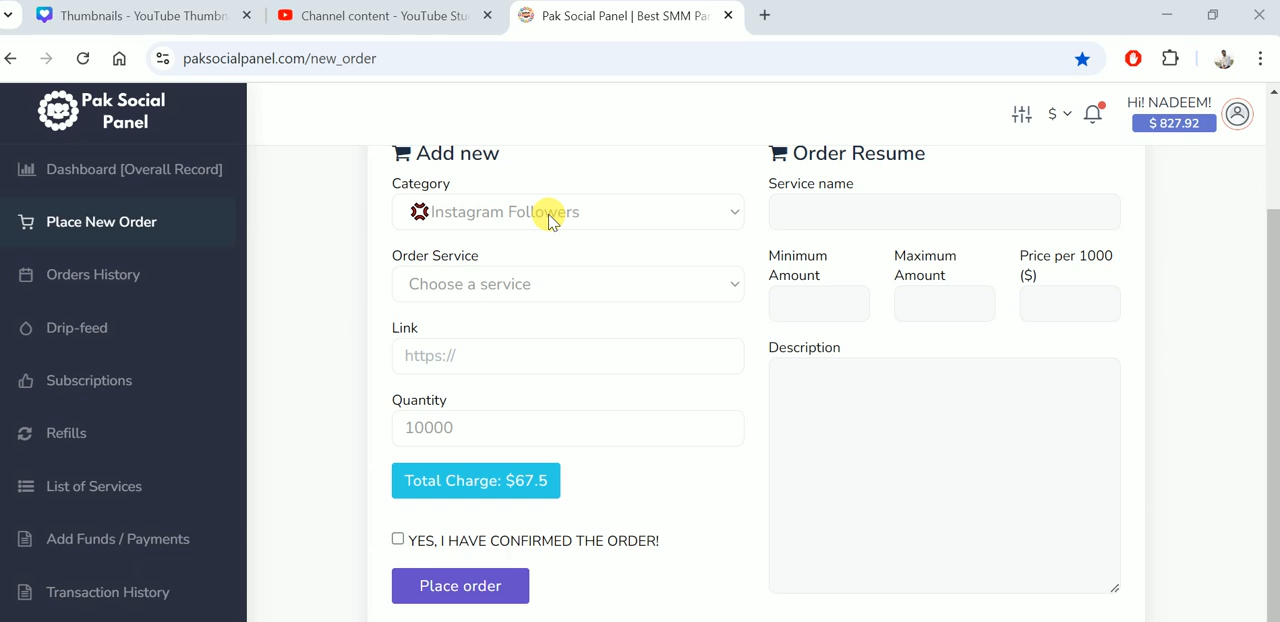 Thumbnails - YouTube Thumbn
Channel content - YouTube Stu
Pak Social Panel | Best SMM Pan
paksocialpanel.com/new_order
Pak Social
Panel
$
Hi! NADEEM!
$ 827.92
Dashboard [Overall Record]
Place New Order
Orders History
Drip-feed
Subscriptions
Refills
List of Services
Add Funds / Payments
Transaction History
Add new
Category
Instagram Followers
Order Service
Choose a service
Link
https://
Quantity
10000
Total Charge: $67.5
YES, I HAVE CONFIRMED THE ORDER!
Place order
Order Resume
Service name
Minimum
Amount
Maximum
Amount
Price per 1000
($)
Description